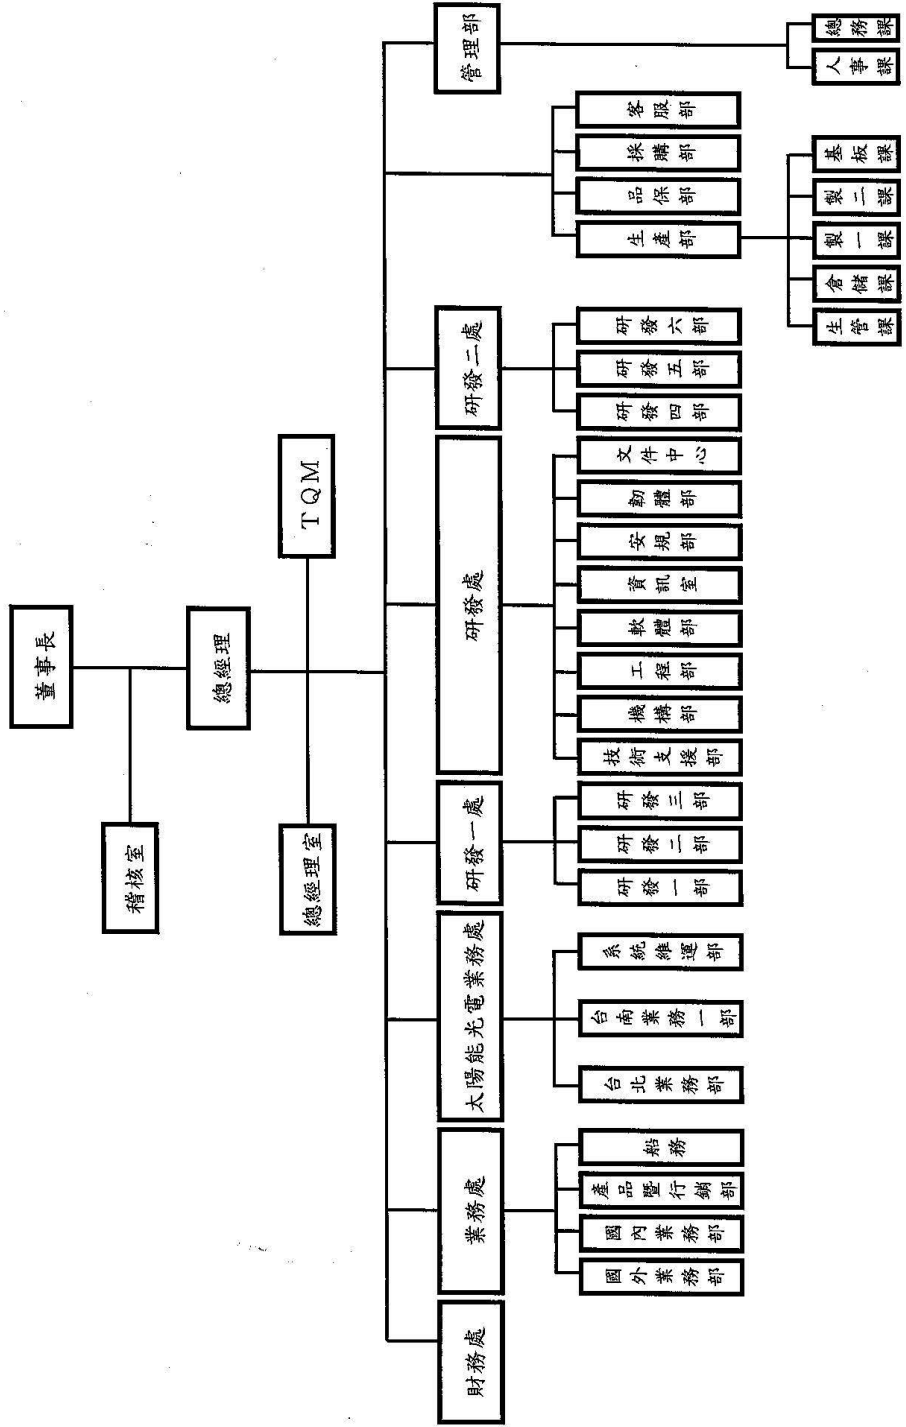 董事長
稽核室
總經理
總經理室
TQM
財務處
業務處
太陽能光電業務處
研發一處
研發處
研發二處
管理部
國外業務部
國內業務部
產品暨行銷部
船務
台北業務部
台南業務一部
系統維運部
研發一部
研發二部
研發三部
技術支援部
機構部
工程部
軟體部
資訊室
安規部
韌體部
文件中心
研發四部
研發五部
研發六部
生產部
品保部
採購部
客服部
生管課
倉儲課
製一課
製二課
基板課
人事課
總務課